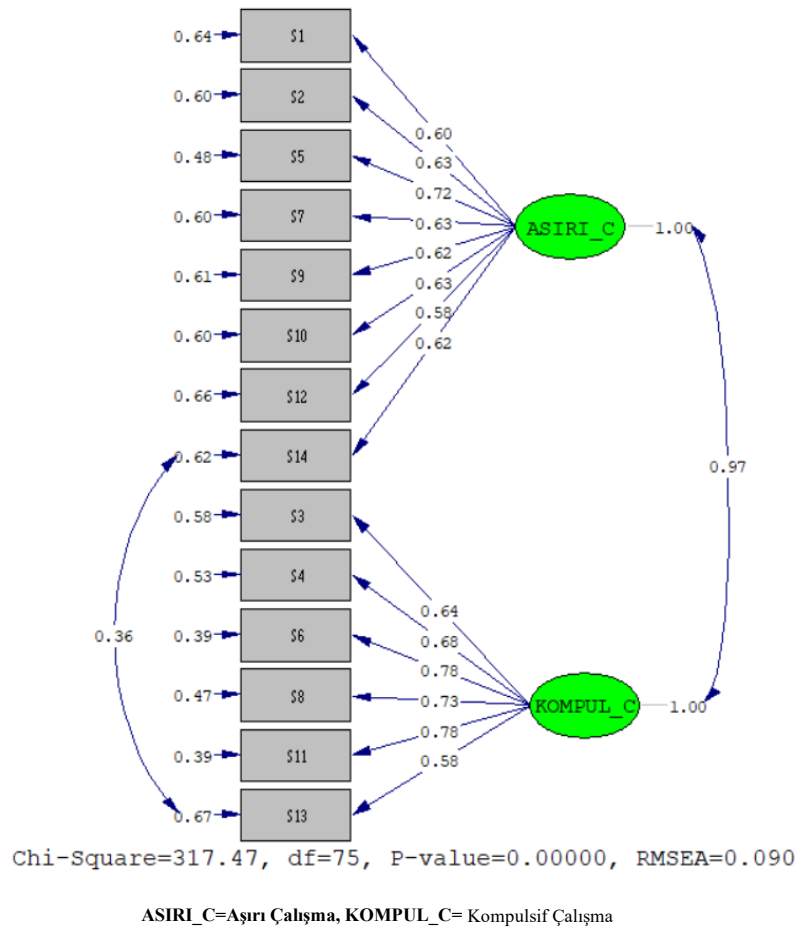 0.64 S1
0.60 S2
0.48 S5
0.60 S7
0.61 S9
0.60 S10
0.66 S12
0.62 S14
0.58 S3
0.53 S4
0.39 S6
0.47 S8
0.39 S11
0.67 S13
0.36
0.60
0.63
0.72
0.63
0.62
0.63
0.58
0.62
ASIRI_C 1.00
0.97
0.64
0.68
0.78
0.73
0.78
0.58
KOMPUL_C 1.00
Chi-Square=317.47, df=75, P-value=0.00000, RMSEA=0.090
ASIRI_C=Aşırı Çalışma, KOMPUL_C= Kompulsif Çalışma